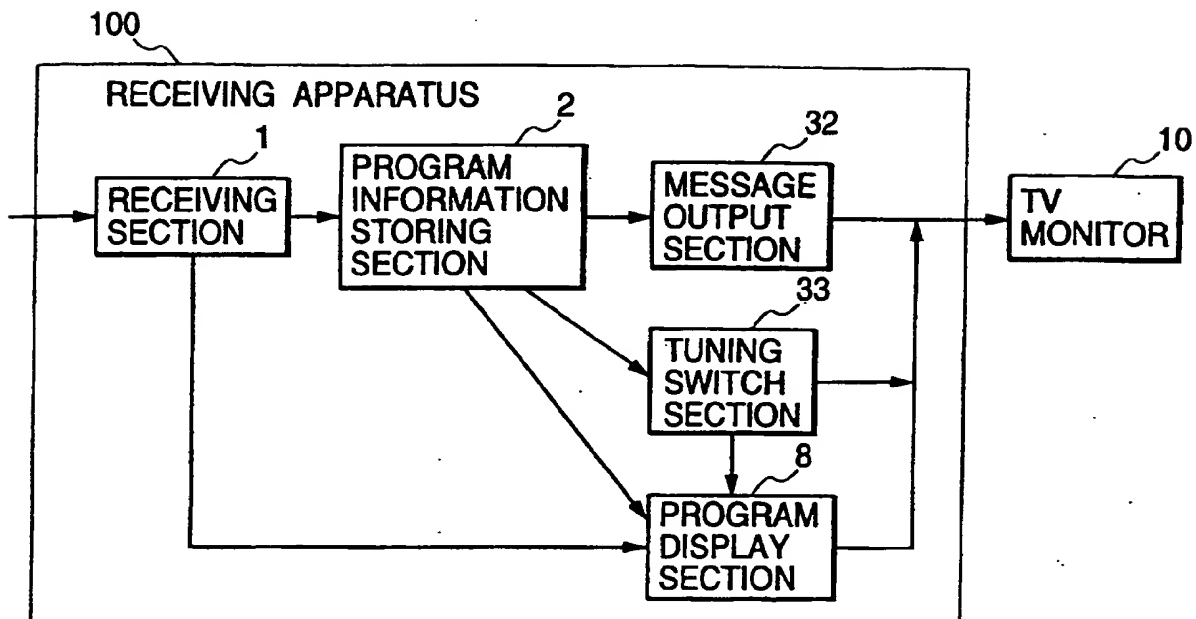 100
RECEIVING APPARATUS
1
RECEIVING
SECTION
2
PROGRAM
INFORMATION
STORING
SECTION
32
MESSAGE
OUTPUT
SECTION
10
TV
MONITOR
33
TUNING
SWITCH
SECTION
8
PROGRAM
DISPLAY
SECTION